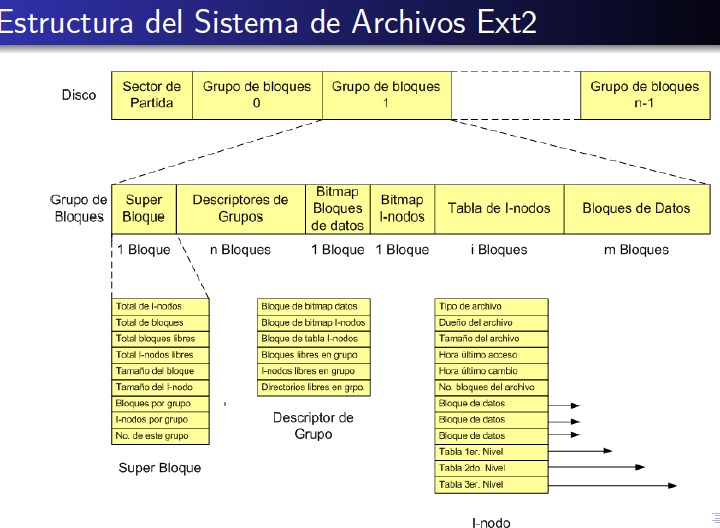 Estructura del Sistema de Archivos Ext2
Disco
Sector de
Partida
Grupo de bloques
0
Grupo de bloques
1
Grupo de bloques
n-1
Grupo de
Bloques
Super
Bloque
Descriptores de
Grupos
Bitmap
Bloques
de datos
Bitmap
I-nodos
Tabla de I-nodos
Bloques de Datos
1 Bloque
n Bloques
1 Bloque
1 Bloque
i Bloques
m Bloques
Total de I-nodos
Total de bloques
Total bloques libres
Total I-nodos libres
Tamaño del bloque
Tamaño del I-nodo
Bloques por grupo
I-nodos por grupo
No. de este grupo
Super Bloque
Bloque de bitmap datos
Bloque de bitmap I-nodos
Bloque de tabla I-nodos
Bloques libres en grupo
I-nodos libres en grupo
Directorios libres en grpo.
Descriptor de
Grupo
Tipo de archivo
Dueño del archivo
Tamaño del archivo
Hora último acceso
Hora último cambio
No. bloques del archivo
Bloque de datos
Bloque de datos
Bloque de datos
Tabla 1er. Nivel
Tabla 2do. Nivel
Tabla 3er. Nivel
I-nodo